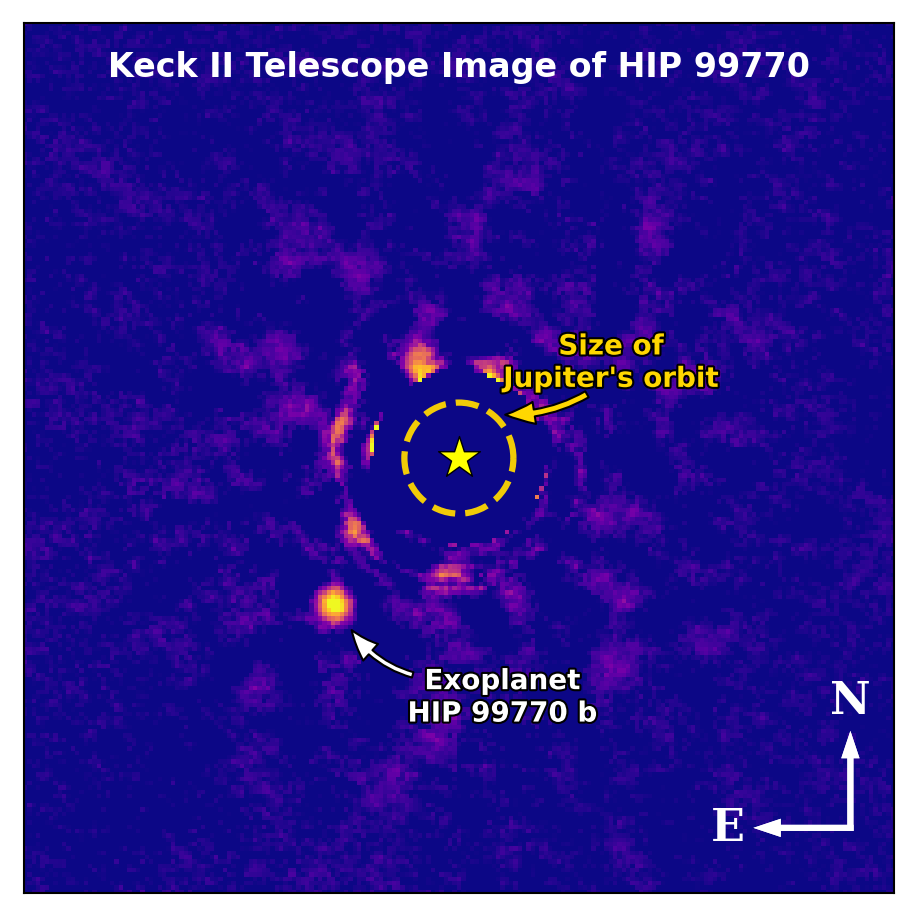 Keck II Telescope Image of HIP 99770
Size of
Jupiter's orbit
Exoplanet
HIP 99770 b
N
E